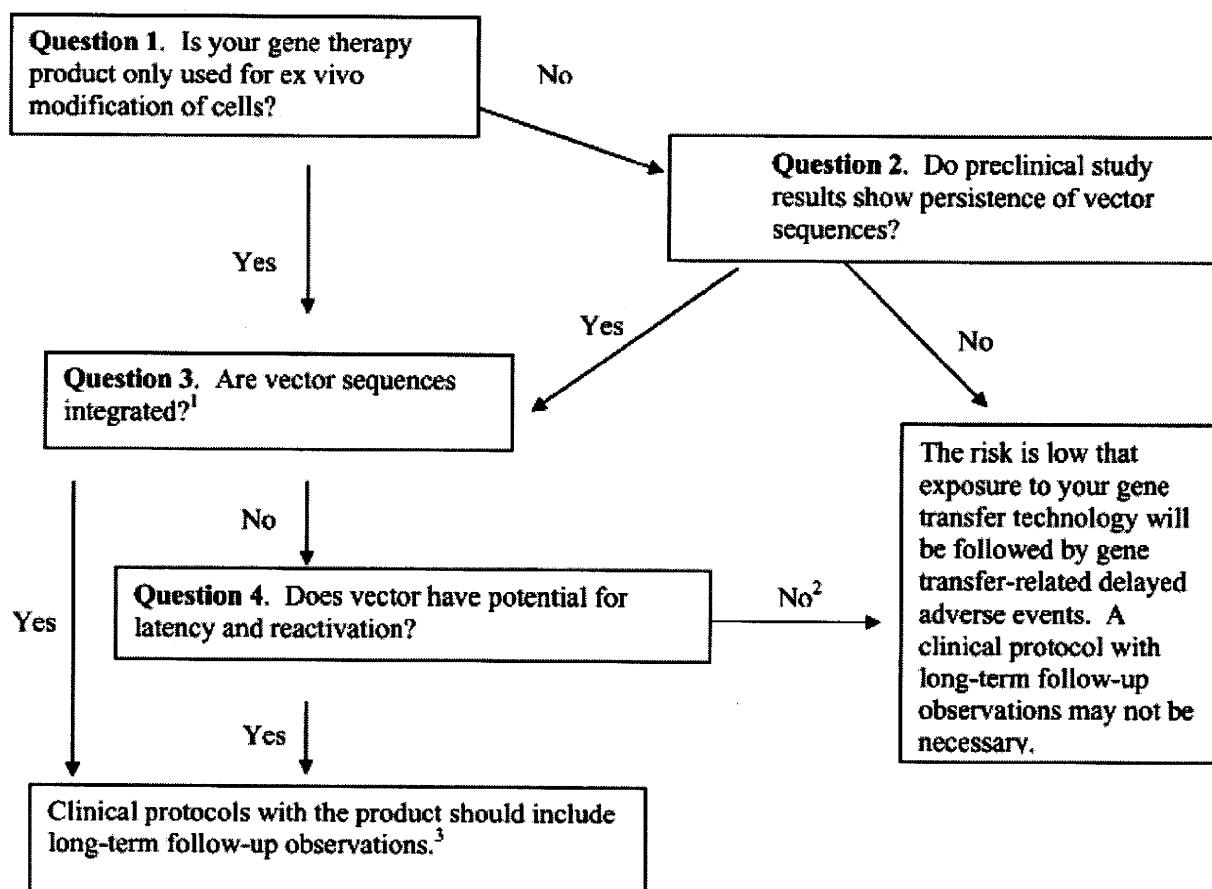 Question 1. Is your gene therapy
product only used for ex vivo
modification of cells?
No
Question 2. Do preclinical study
results show persistence of vector
sequences?
Yes
Yes
No
Question 3. Are vector sequences
integrated?¹
The risk is low that
exposure to your gene
transfer technology will
be followed by gene
transfer-related delayed
adverse events. A
clinical protocol with
long-term follow-up
observations may not be
necessary.
No
Yes
Question 4. Does vector have potential for
latency and reactivation?
No²
Yes
Clinical protocols with the product should include
long-term follow-up observations.³